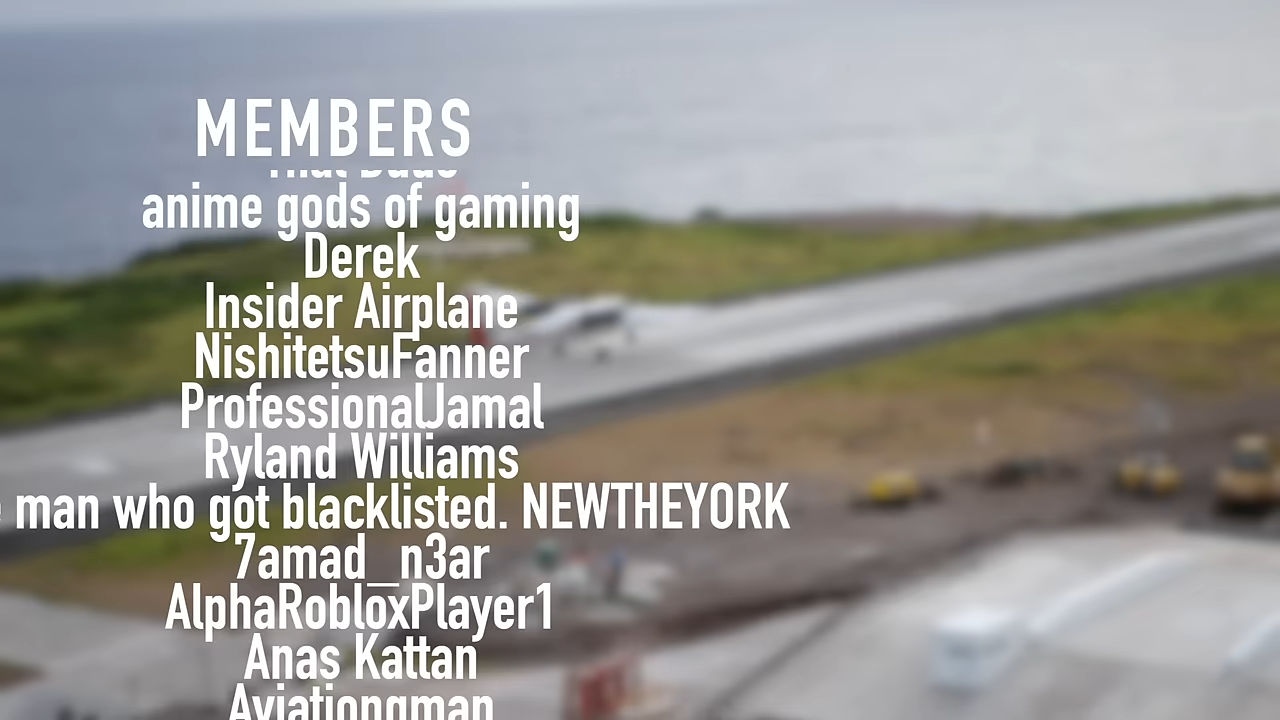 MEMBERS
anime gods of gaming
Derek
Insider Airplane
NishitetsuFanner
ProfessionalJamal
Ryland Williams
man who got blacklisted. NEWTHEYORK
7amad_n3ar
AlphaRobloxPlayer1
Anas Kattan
Aviationgman